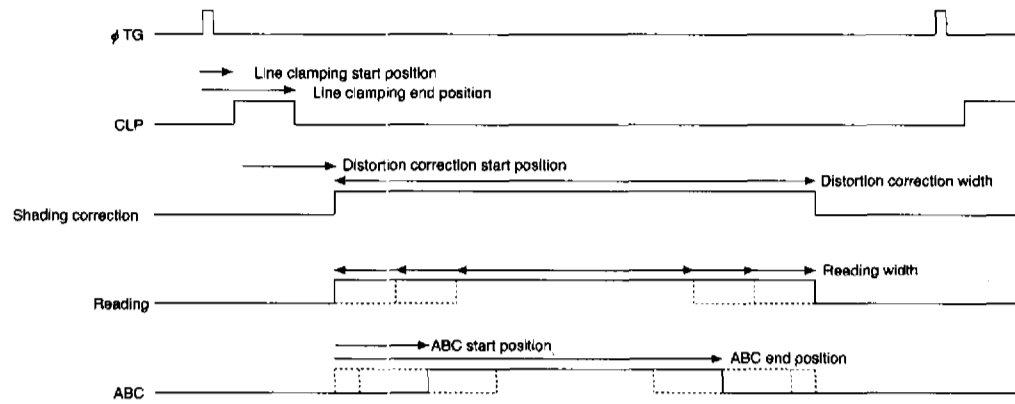 ϕ TG
Line clamping start position
Line clamping end position
CLP
Distortion correction start position
Distortion correction width
Shading correction
Reading width
Reading
ABC start position
ABC end position
ABC